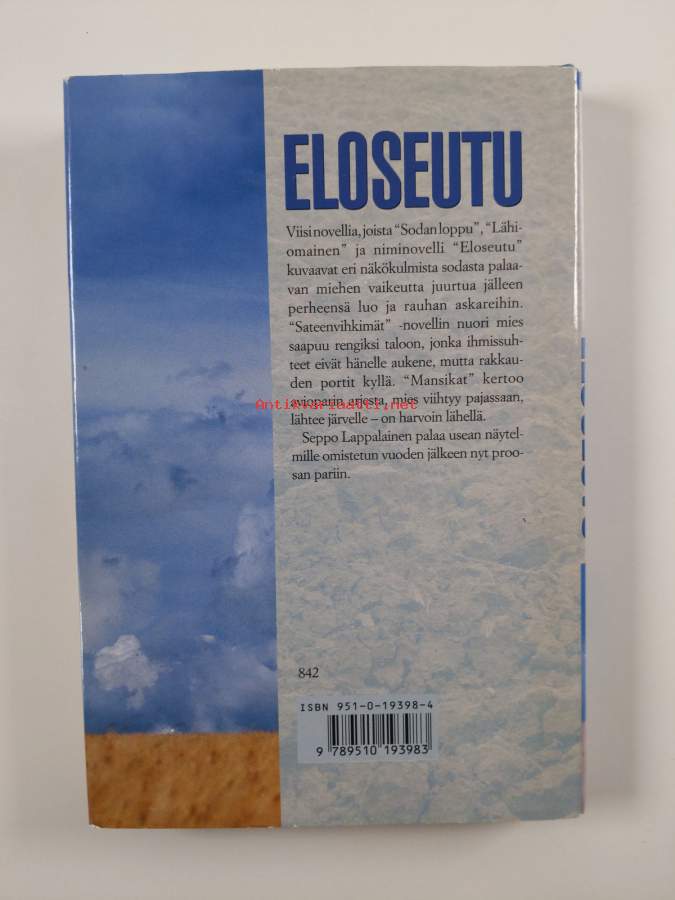 ELOSEUTU
Viisi novellia, joista “Sodan loppu”, “Lähi-
omainen” ja niminovelli “Eloseutu”
kuvaavat eri näkökulmista sodasta palaa-
van miehen vaikeutta juurtua jälleen
perheensä luo ja rauhan askareihin.
“Sateenvihkimät” -novellin nuori mies
saapuu rengiksi taloon, jonka ihmissuh-
teet eivät hänelle aukene, mutta rakkau-
den portit kyllä. “Mansikat” kertoo
avioparin arjesta, mies viihtyy pajassaan,
lähtee järvelle – on harvoin lähellä.
Seppo Lappalainen palaa usean näytel-
mille omistetun vuoden jälkeen nyt proo-
san pariin.
Antikvariaatti.net
842
ISBN 951-0-19398-4
9 789510 193983